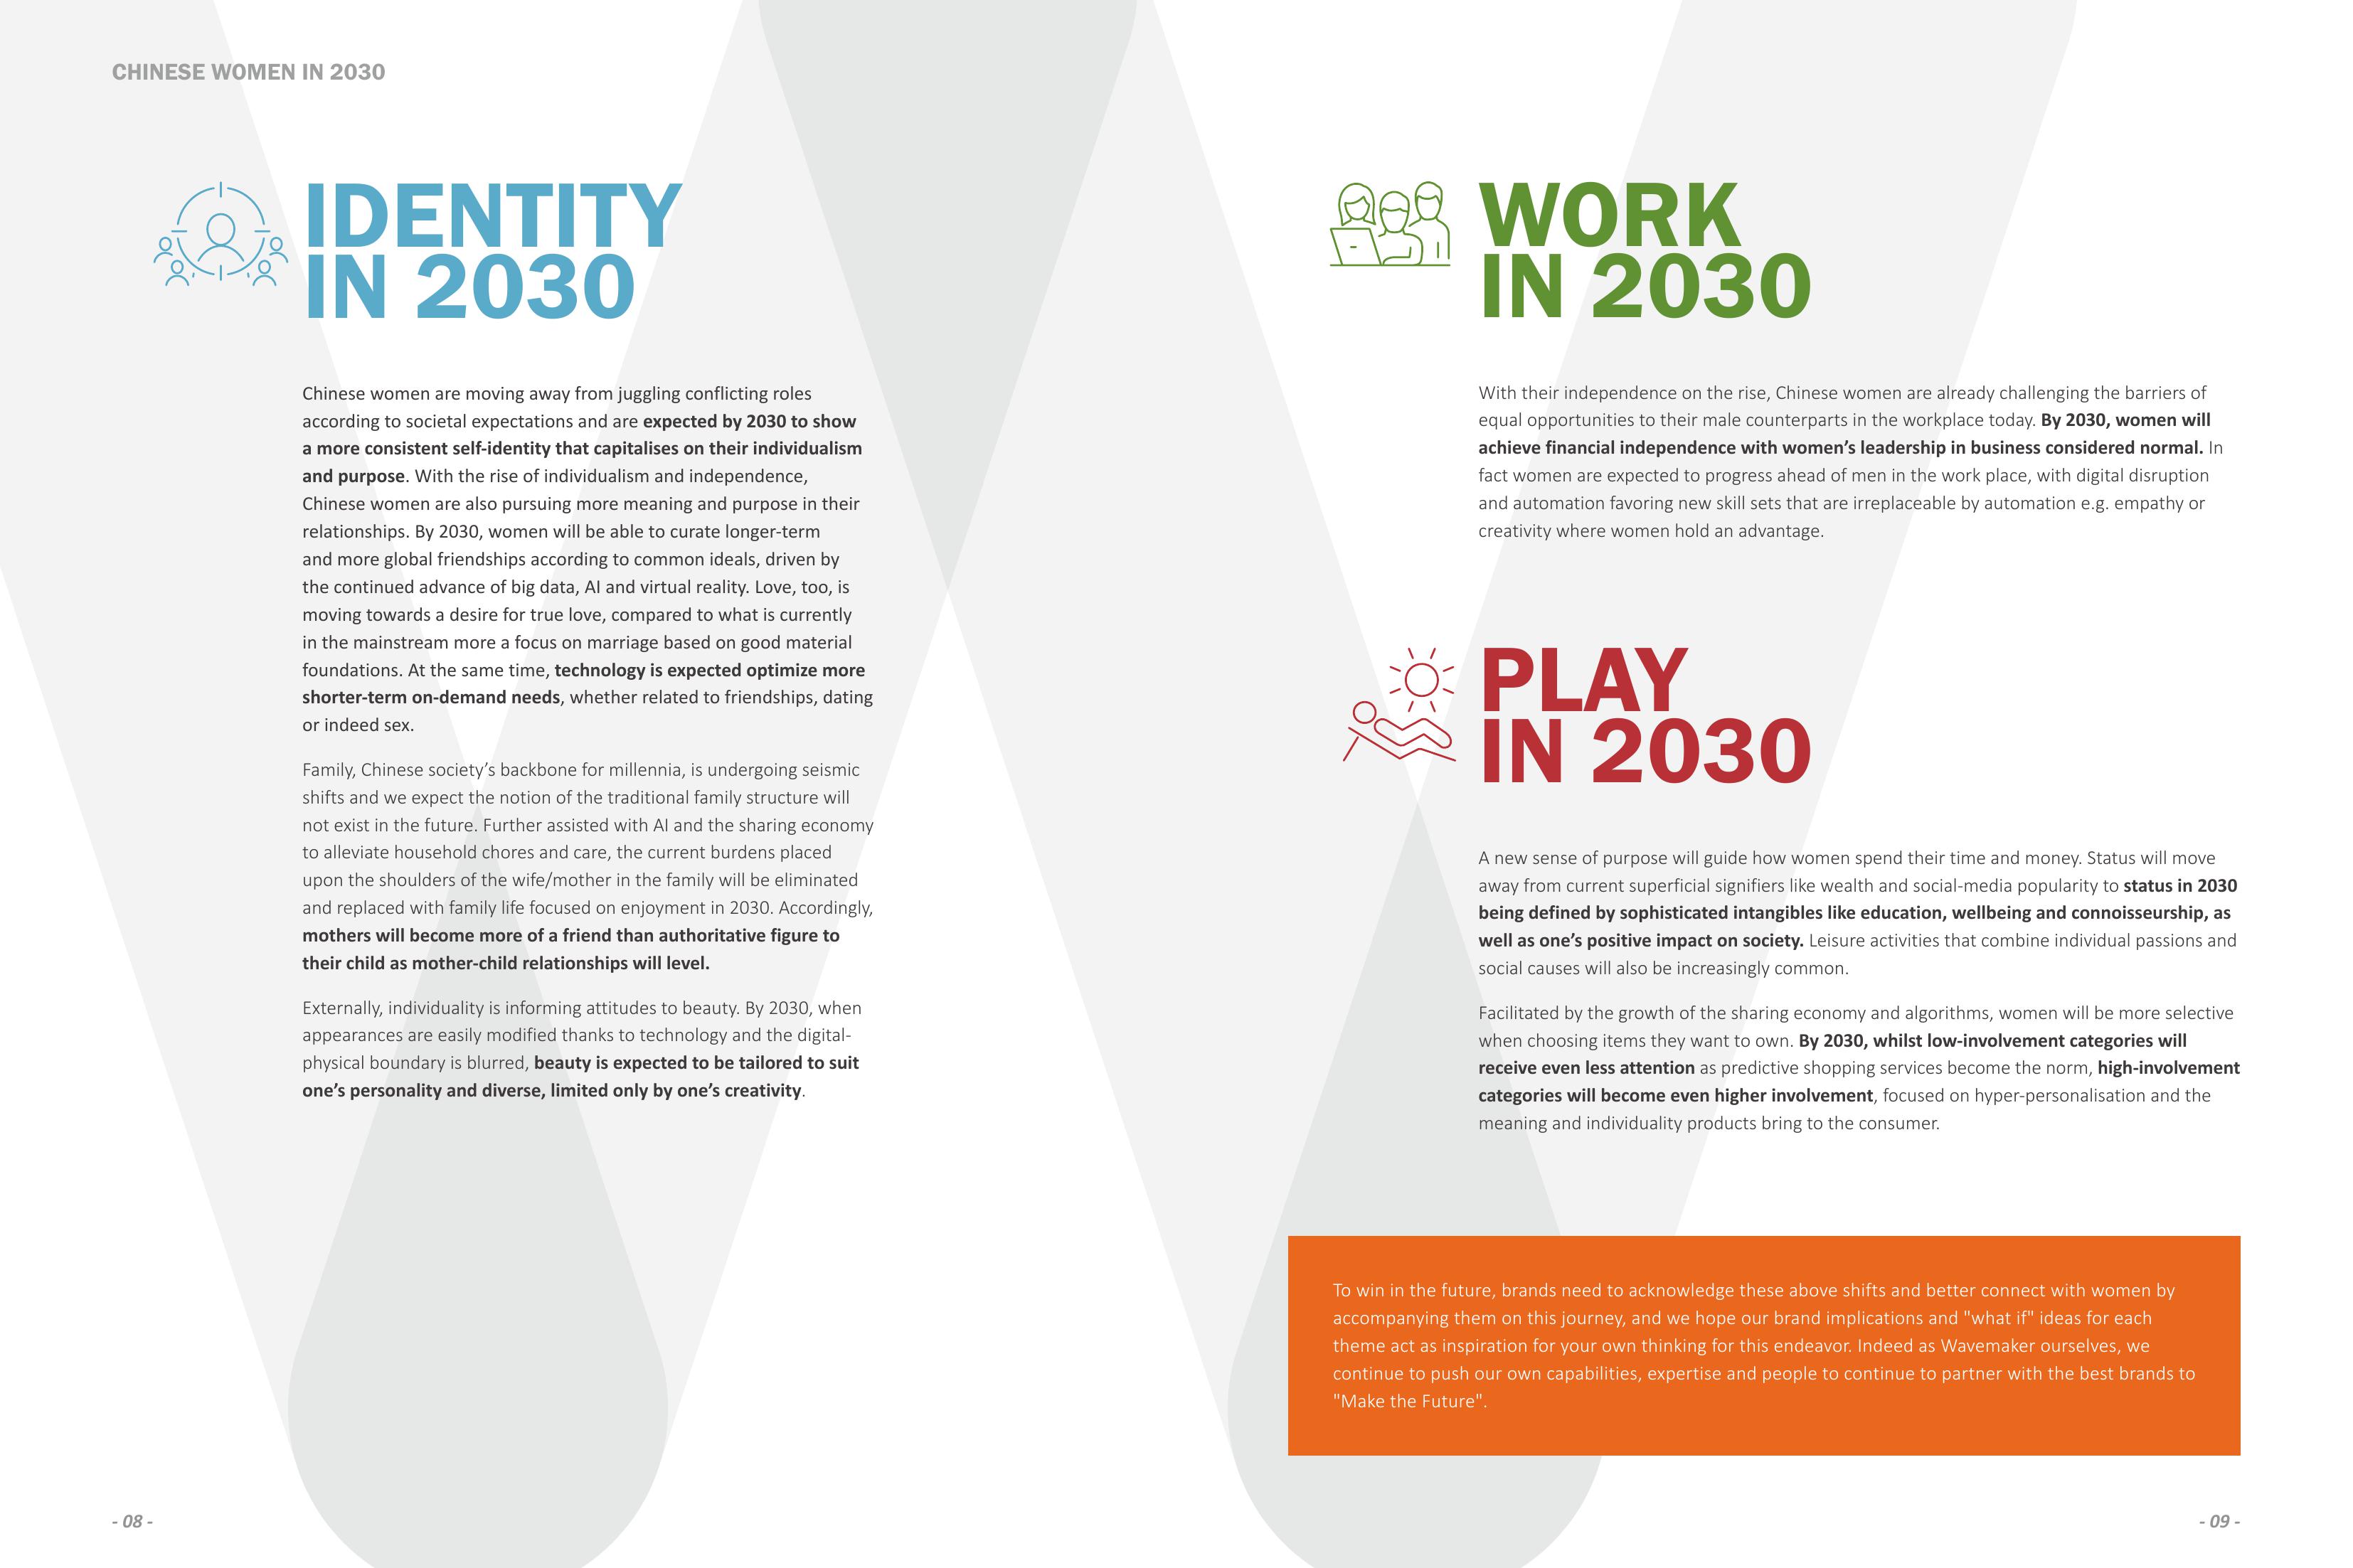 CHINESE WOMEN IN 2030
IDENTITY
IN 2030
Chinese women are moving away from juggling conflicting roles
according to societal expectations and are expected by 2030 to show
a more consistent self-identity that capitalises on their individualism
and purpose. With the rise of individualism and independence,
Chinese women are also pursuing more meaning and purpose in their
relationships. By 2030, women will be able to curate longer-term
and more global friendships according to common ideals, driven by
the continued advance of big data, AI and virtual reality. Love, too, is
moving towards a desire for true love, compared to what is currently
in the mainstream more a focus on marriage based on good material
foundations. At the same time, technology is expected optimize more
shorter-term on-demand needs, whether related to friendships, dating
or indeed sex.
Family, Chinese society’s backbone for millennia, is undergoing seismic
shifts and we expect the notion of the traditional family structure will
not exist in the future. Further assisted with AI and the sharing economy
to alleviate household chores and care, the current burdens placed
upon the shoulders of the wife/mother in the family will be eliminated
and replaced with family life focused on enjoyment in 2030. Accordingly,
mothers will become more of a friend than authoritative figure to
their child as mother-child relationships will level.
Externally, individuality is informing attitudes to beauty. By 2030, when
appearances are easily modified thanks to technology and the digital-
physical boundary is blurred, beauty is expected to be tailored to suit
one’s personality and diverse, limited only by one’s creativity.
- 08 -
WORK
IN 2030
With their independence on the rise, Chinese women are already challenging the barriers of
equal opportunities to their male counterparts in the workplace today. By 2030, women will
achieve financial independence with women’s leadership in business considered normal. In
fact women are expected to progress ahead of men in the work place, with digital disruption
and automation favoring new skill sets that are irreplaceable by automation e.g. empathy or
creativity where women hold an advantage.
PLAY
IN 2030
A new sense of purpose will guide how women spend their time and money. Status will move
away from current superficial signifiers like wealth and social-media popularity to status in 2030
being defined by sophisticated intangibles like education, wellbeing and connoisseurship, as
well as one’s positive impact on society. Leisure activities that combine individual passions and
social causes will also be increasingly common.
Facilitated by the growth of the sharing economy and algorithms, women will be more selective
when choosing items they want to own. By 2030, whilst low-involvement categories will
receive even less attention as predictive shopping services become the norm, high-involvement
categories will become even higher involvement, focused on hyper-personalisation and the
meaning and individuality products bring to the consumer.
To win in the future, brands need to acknowledge these above shifts and better connect with women by
accompanying them on this journey, and we hope our brand implications and "what if" ideas for each
theme act as inspiration for your own thinking for this endeavor. Indeed as Wavemaker ourselves, we
continue to push our own capabilities, expertise and people to continue to partner with the best brands to
"Make the Future".
- 09 -